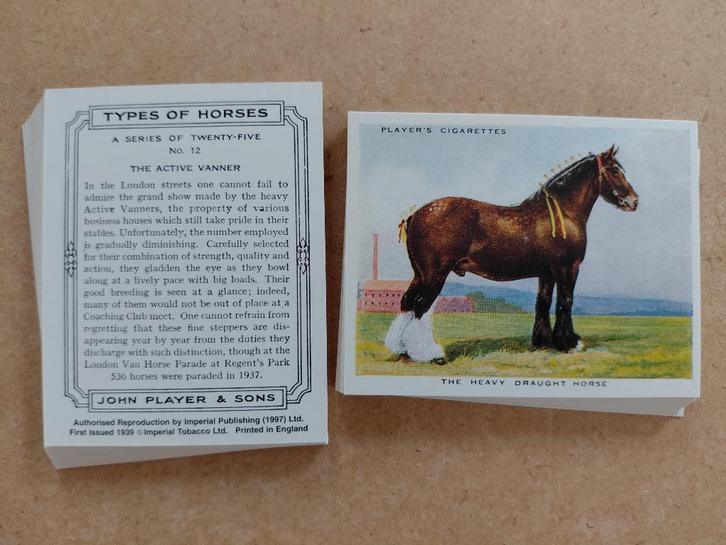 TYPES OF HORSES
A SERIES OF TWENTY-FIVE
No. 12
THE ACTIVE VANNER
In the London streets one cannot fail to
admire the grand show made by the heavy
Active Vanners, the property of various
business houses which still take pride in their
stables. Unfortunately, the number employed
is gradually diminishing. Carefully selected
for their combination of strength, quality and
action, they gladden the eye as they bowl
along at a lively pace with big loads. Their
good breeding is seen at a glance; indeed,
many of them would not be out of place at a
Coaching Club meet. One cannot refrain from
regretting that these fine steppers are dis-
appearing year by year from the duties they
discharge with such distinction, though at the
London Van Horse Parade at Regent's Park
536 horses were paraded in 1937.
JOHN PLAYER & SONS
Authorised Reproduction by Imperial Publishing (1997) Ltd.
First Issued 1939 © Imperial Tobacco Ltd. Printed in England
PLAYER'S CIGARETTES
THE HEAVY DRAUGHT HORSE